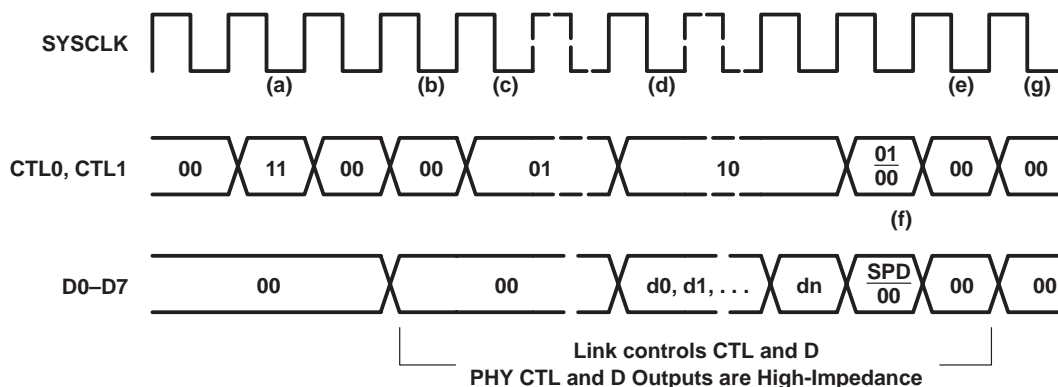 SYSCLK
(a) (b) (c) (d) (e) (g)
CTL0, CTL1 00 11 00 00 01 10 01 00 00
00
(f)
D0–D7 00 00 d0, d1, . . . dn SPD 00 00
00
Link controls CTL and D
PHY CTL and D Outputs are High-Impedance